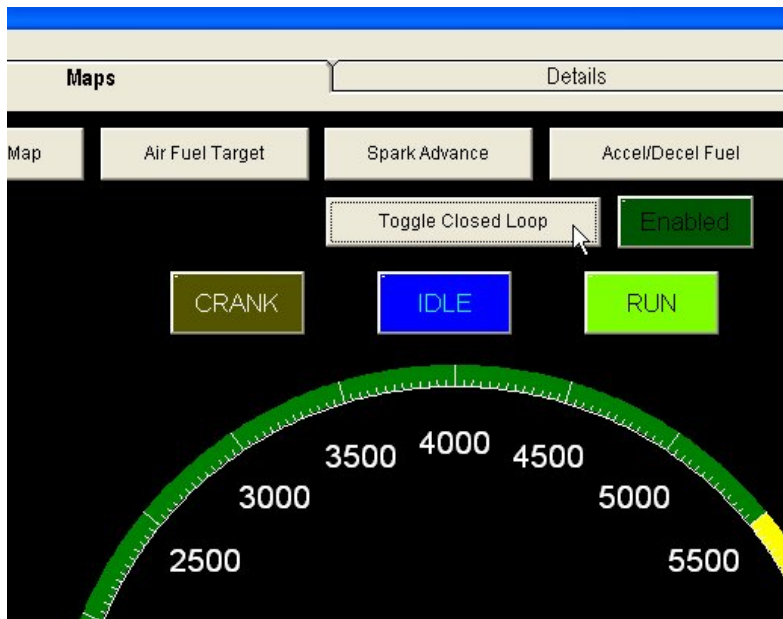 Maps Details
Map Air Fuel Target Spark Advance Accel/Decel Fuel
Toggle Closed Loop Enabled
CRANK IDLE RUN
3500 4000 4500
3000 5000
2500 5500